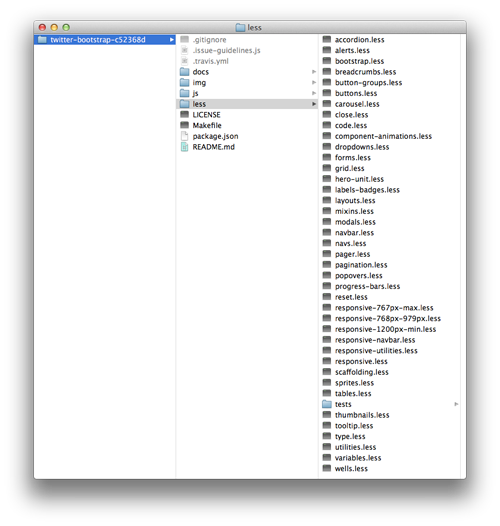 less
twitter-bootstrap-c52368d
.gitignore
.issue-guidelines.js
.travis.yml
docs
img
js
less
LICENSE
Makefile
package.json
README.md
accordion.less
alerts.less
bootstrap.less
breadcrumbs.less
button-groups.less
buttons.less
carousel.less
close.less
code.less
component-animations.less
dropdowns.less
forms.less
grid.less
hero-unit.less
labels-badges.less
layouts.less
mixins.less
modals.less
navbar.less
navs.less
pager.less
pagination.less
popovers.less
progress-bars.less
reset.less
responsive-767px-max.less
responsive-768px-979px.less
responsive-1200px-min.less
responsive-navbar.less
responsive-utilities.less
responsive.less
scaffolding.less
sprites.less
tables.less
tests
thumbnails.less
tooltip.less
type.less
utilities.less
variables.less
wells.less